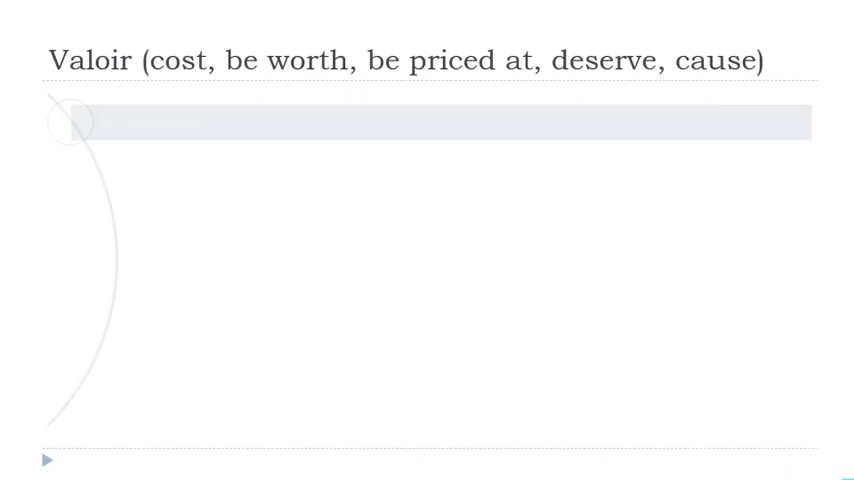 Valoir (cost, be worth, be priced at, deserve, cause)